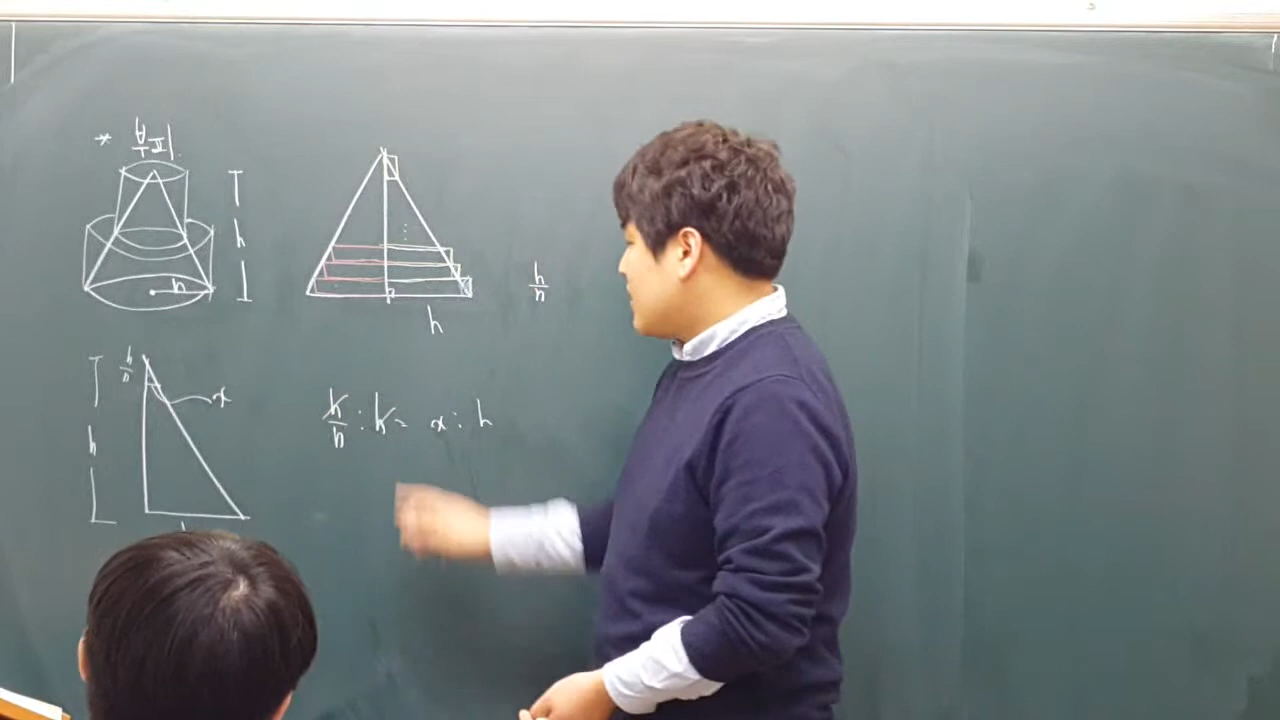 * 부피
h
h
h/n
h/n
x
h
h/n : h = x : h